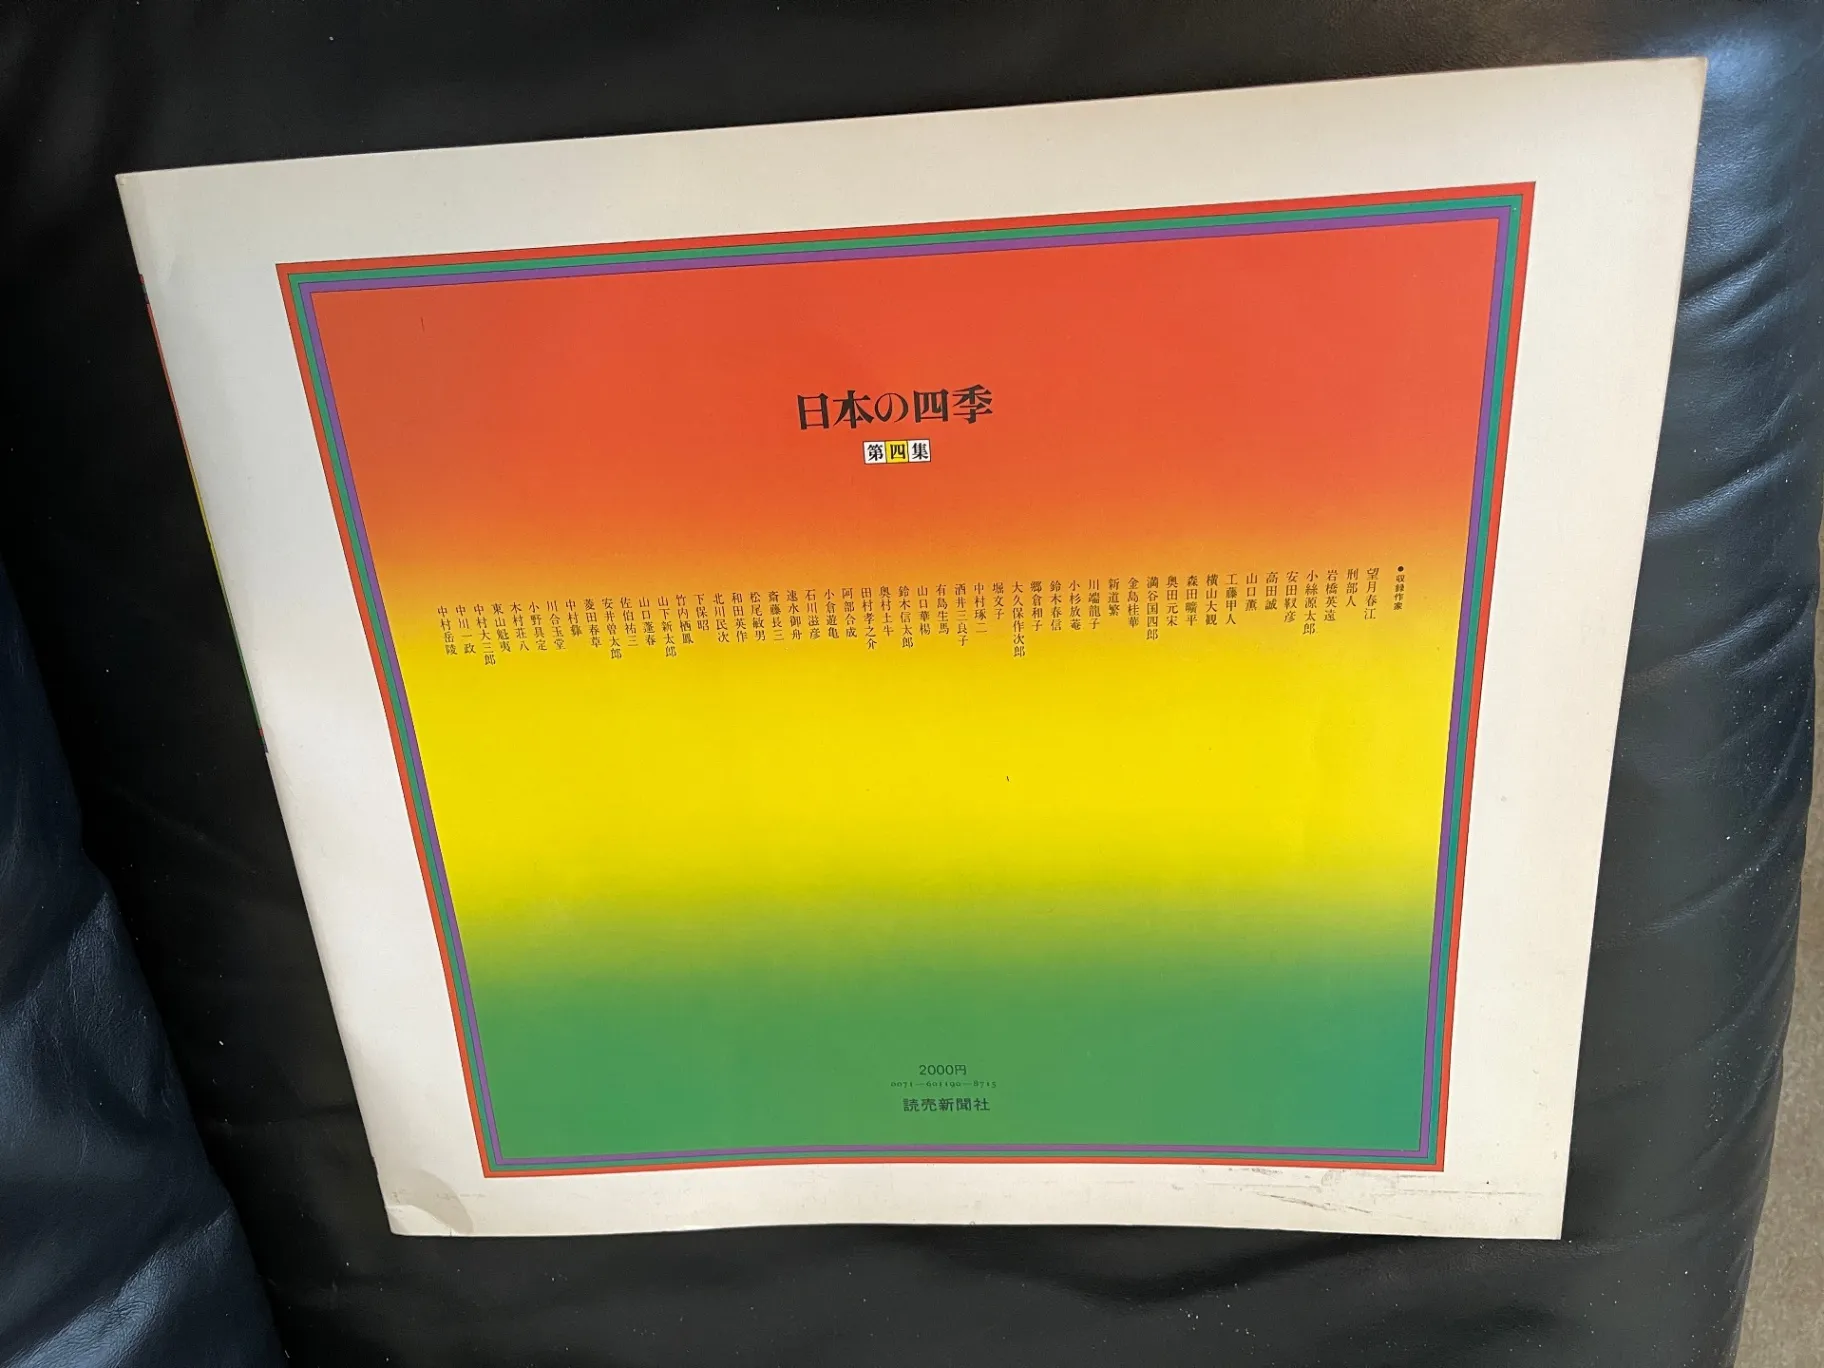 日本の四季
第四集
●収録作家
望月春江
刑部人
岩橋英遠
小絲源太郎
安田靫彦
高田誠
山口薫
工藤甲人
横山大観
森田曠平
奥田元宋
満谷国四郎
金島桂華
新道繁
川端龍子
小杉放菴
鈴木春信
郷倉和子
大久保作次郎
堀文子
中村琢二
酒井三良子
有島生馬
山口華楊
鈴木信太郎
奥村土牛
田村孝之介
阿部合成
小倉遊亀
石川滋彦
速水御舟
斎藤長三
松尾敏男
和田英作
北川民次
下保昭
竹内栖鳳
山下新太郎
山口蓬春
佐伯祐三
安井曽太郎
菱田春草
中村彝
川合玉堂
小野具定
木村荘八
東山魁夷
中村大三郎
中川一政
中村岳陵
2000円
0071—601190—8715
読売新聞社